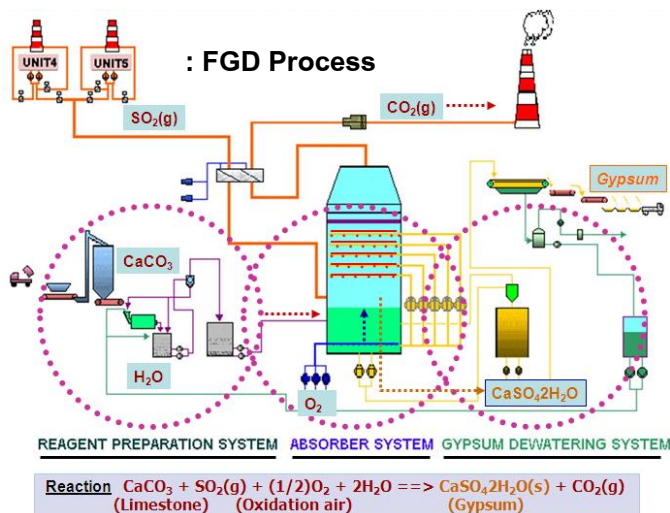 : FGD Process
UNIT4
UNIT5
SO₂(g)
CO₂(g)
Gypsum
CaCO₃
H₂O
O₂
CaSO₄2H₂O
REAGENT PREPARATION SYSTEM
ABSORBER SYSTEM
GYPSUM DEWATERING SYSTEM
Reaction CaCO₃ + SO₂(g) + (1/2)O₂ + 2H₂O ==> CaSO₄2H₂O(s) + CO₂(g)
(Limestone) (Oxidation air) (Gypsum)